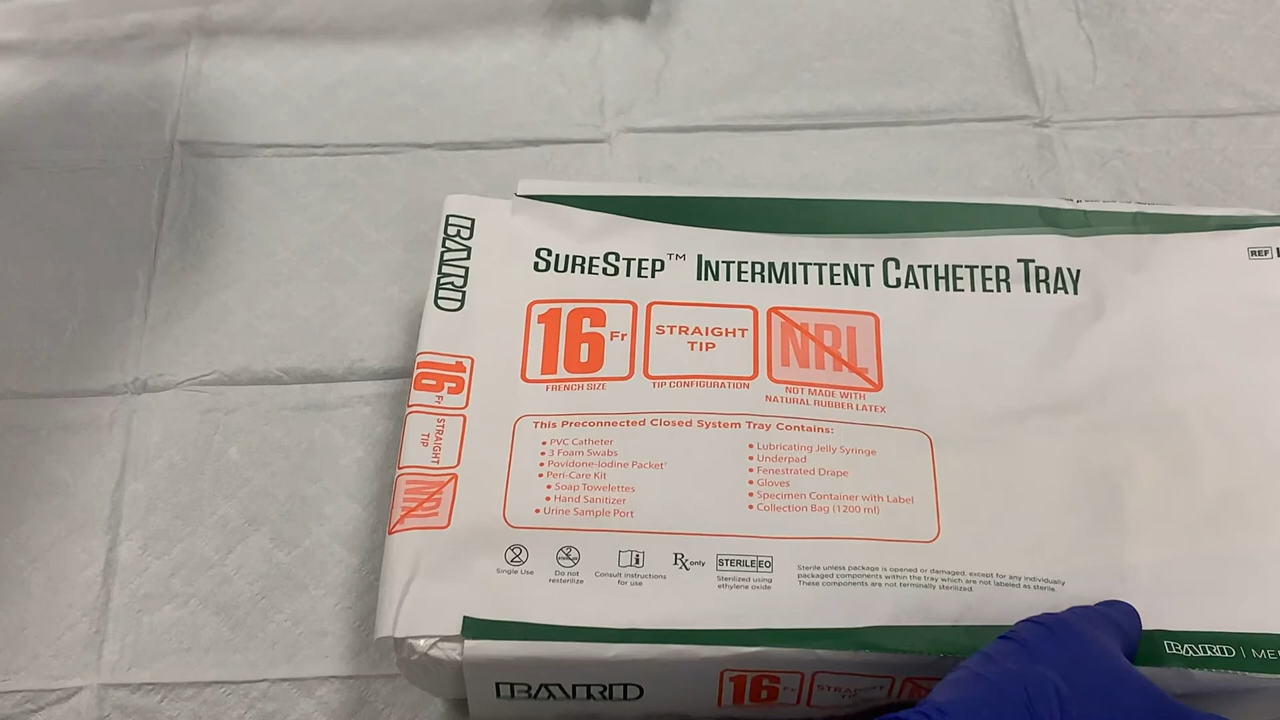 BARD
16 Fr
STRAIGHT
TIP
NRL
SURESTEP™ INTERMITTENT CATHETER TRAY
REF
16 Fr
FRENCH SIZE
STRAIGHT
TIP
TIP CONFIGURATION
NRL
NOT MADE WITH
NATURAL RUBBER LATEX
This Preconnected Closed System Tray Contains:
• PVC Catheter
• 3 Foam Swabs
• Povidone-Iodine Packet†
• Peri-Care Kit
• Soap Towelettes
• Hand Sanitizer
• Urine Sample Port
• Lubricating Jelly Syringe
• Underpad
• Fenestrated Drape
• Gloves
• Specimen Container with Label
• Collection Bag (1200 ml)
2
Single Use
2
Do not
resterilize
i
Consult instructions
for use
Rx only
STERILE EO
Sterilized using
ethylene oxide
Sterile unless package is opened or damaged, except for any individually
packaged components within the tray which are not labeled as sterile.
These components are not terminally sterilized.
BARD |
BARD
16 Fr
STRAIGHT
TIP